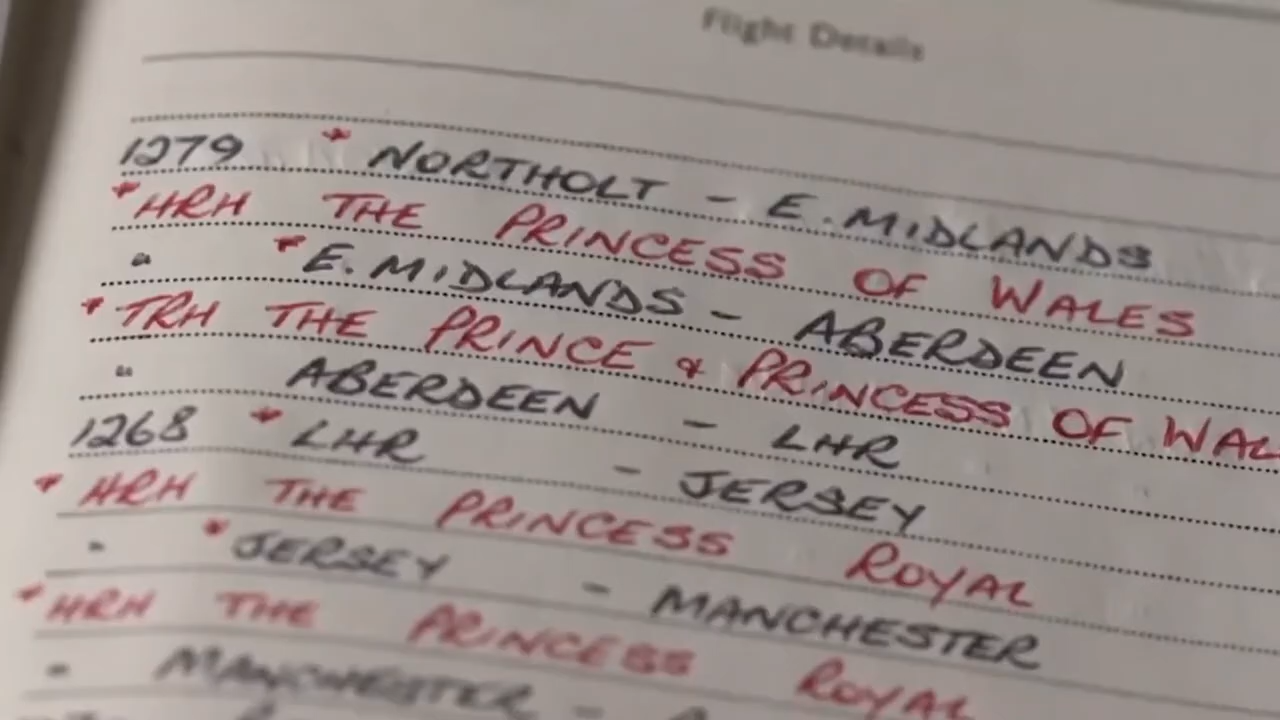 Flight Details
1279 * NORTHOLT - E.MIDLANDS
* HRH THE PRINCESS OF WALES
" * E. MIDLANDS - ABERDEEN
* TRH THE PRINCE & PRINCESS OF WAL
" ABERDEEN - LHR
1268 * LHR - JERSEY
* HRH THE PRINCESS ROYAL
" * JERSEY - MANCHESTER
* HRH THE PRINCESS ROYAL
" MANCHESTER -